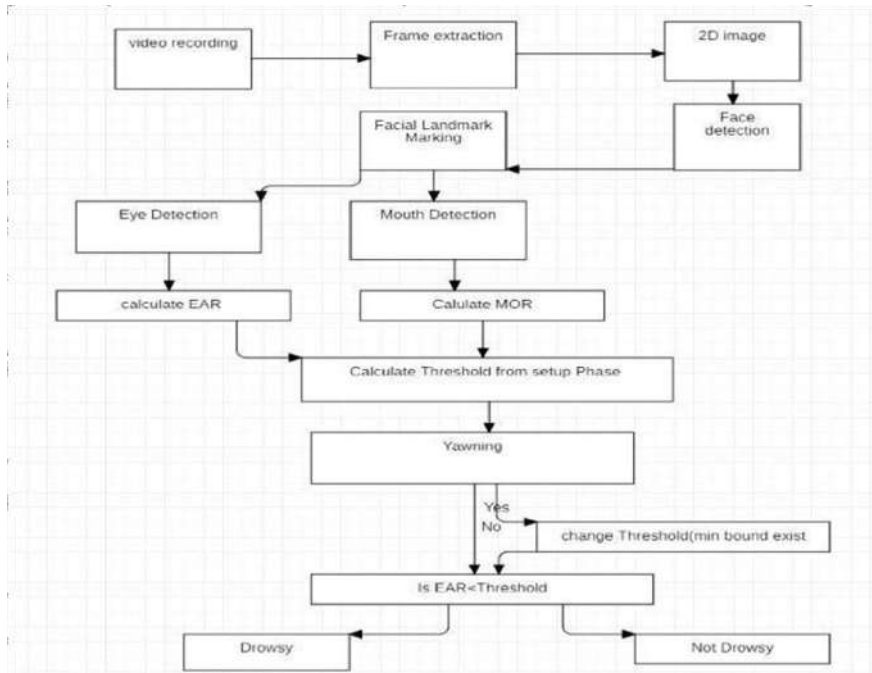 video recording
Frame extraction
2D image
Face
detection
Facial Landmark
Marking
Eye Detection
Mouth Detection
calculate EAR
Calulate MOR
Calculate Threshold from setup Phase
Yawning
Yes
No
change Threshold(min bound exist
Is EAR<Threshold
Drowsy
Not Drowsy